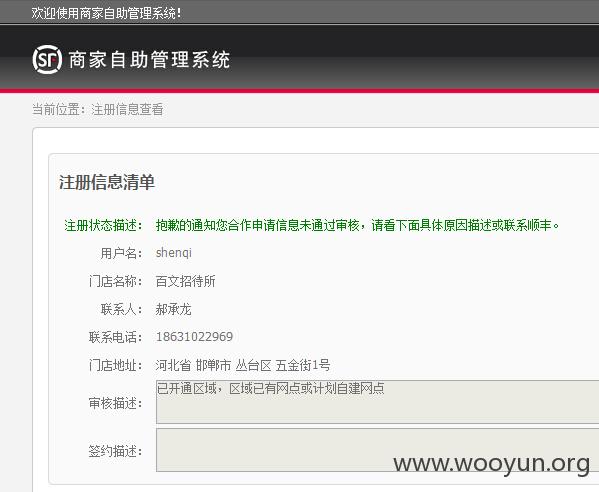 欢迎使用商家自助管理系统！
SF 商家自助管理系统
当前位置：注册信息查看
注册信息清单
注册状态描述： 抱歉的通知您合作申请信息未通过审核，请看下面具体原因描述或联系顺丰。
用户名： shenqi
门店名称： 百文招待所
联系人： 郝承龙
联系电话： 18631022969
门店地址： 河北省 邯郸市 丛台区 五金街1号
审核描述： 已开通区域，区域已有网点或计划自建网点
签约描述：
www.wooyun.org